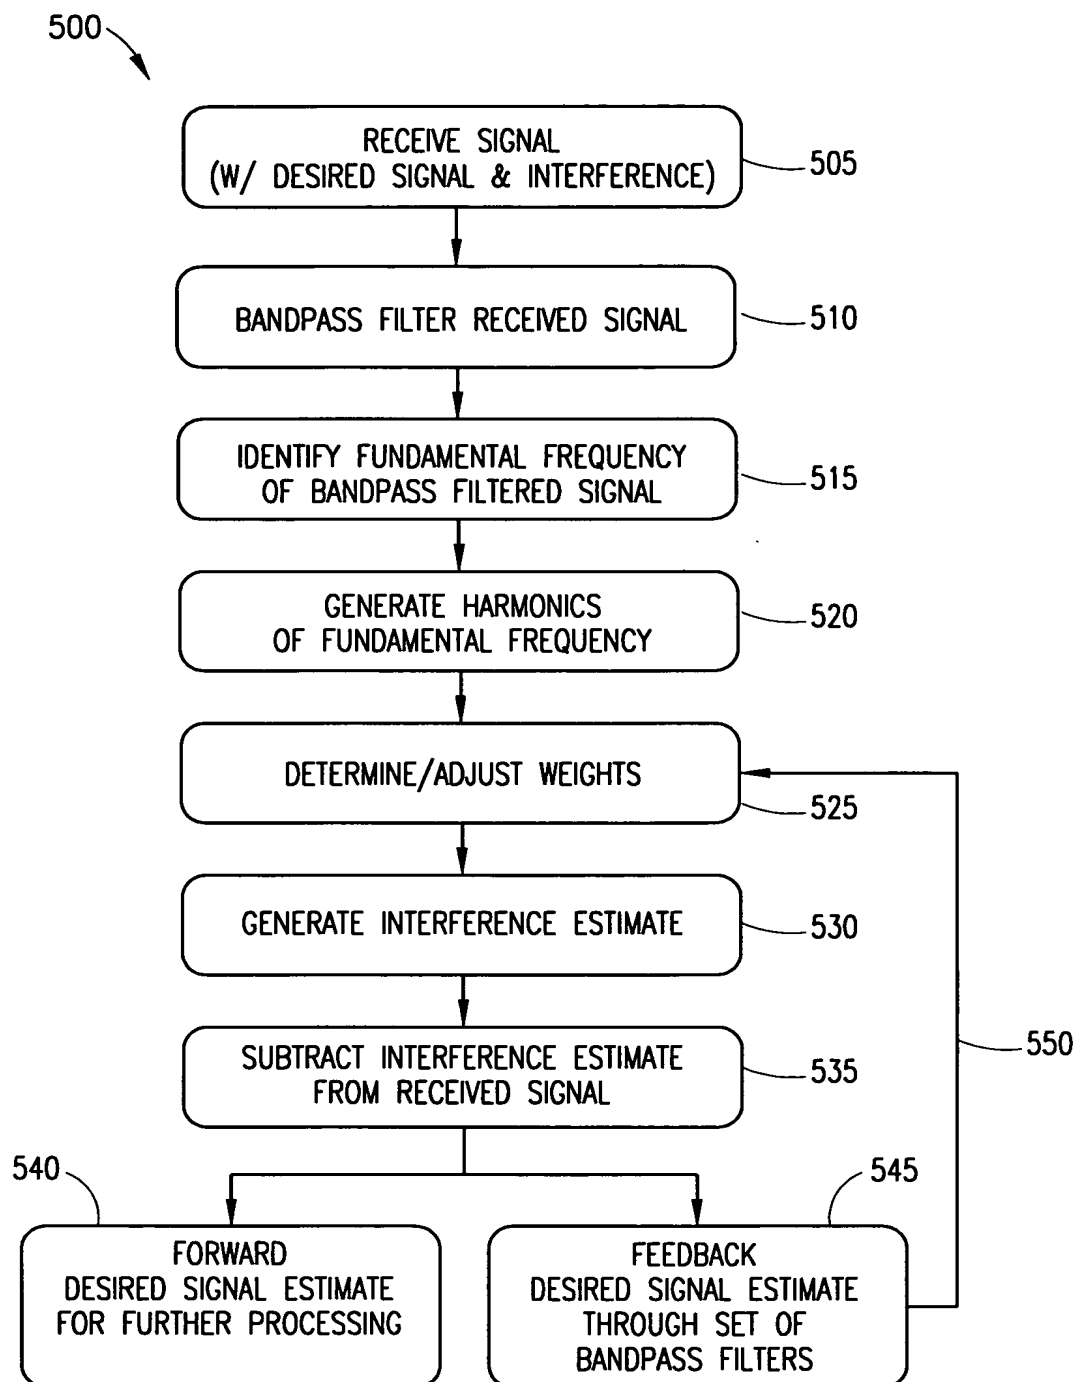 500
RECEIVE SIGNAL
(W/ DESIRED SIGNAL & INTERFERENCE)
505
BANDPASS FILTER RECEIVED SIGNAL
510
IDENTIFY FUNDAMENTAL FREQUENCY
OF BANDPASS FILTERED SIGNAL
515
GENERATE HARMONICS
OF FUNDAMENTAL FREQUENCY
520
DETERMINE/ADJUST WEIGHTS
525
GENERATE INTERFERENCE ESTIMATE
530
SUBTRACT INTERFERENCE ESTIMATE
FROM RECEIVED SIGNAL
535
550
540
FORWARD
DESIRED SIGNAL ESTIMATE
FOR FURTHER PROCESSING
545
FEEDBACK
DESIRED SIGNAL ESTIMATE
THROUGH SET OF
BANDPASS FILTERS